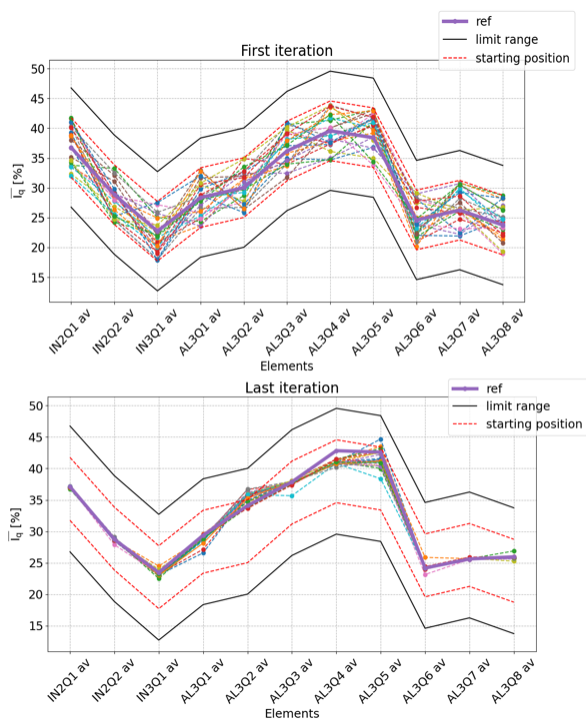 ref
limit range
starting position
First iteration
50
45
40
35
30
25
20
15
I̅q̅ [%]
IN2Q1 av
IN2Q2 av
IN3Q1 av
AL3Q1 av
AL3Q2 av
AL3Q3 av
AL3Q4 av
AL3Q5 av
AL3Q6 av
AL3Q7 av
AL3Q8 av
Elements
ref
limit range
starting position
Last iteration
50
45
40
35
30
25
20
15
I̅q̅ [%]
IN2Q1 av
IN2Q2 av
IN3Q1 av
AL3Q1 av
AL3Q2 av
AL3Q3 av
AL3Q4 av
AL3Q5 av
AL3Q6 av
AL3Q7 av
AL3Q8 av
Elements